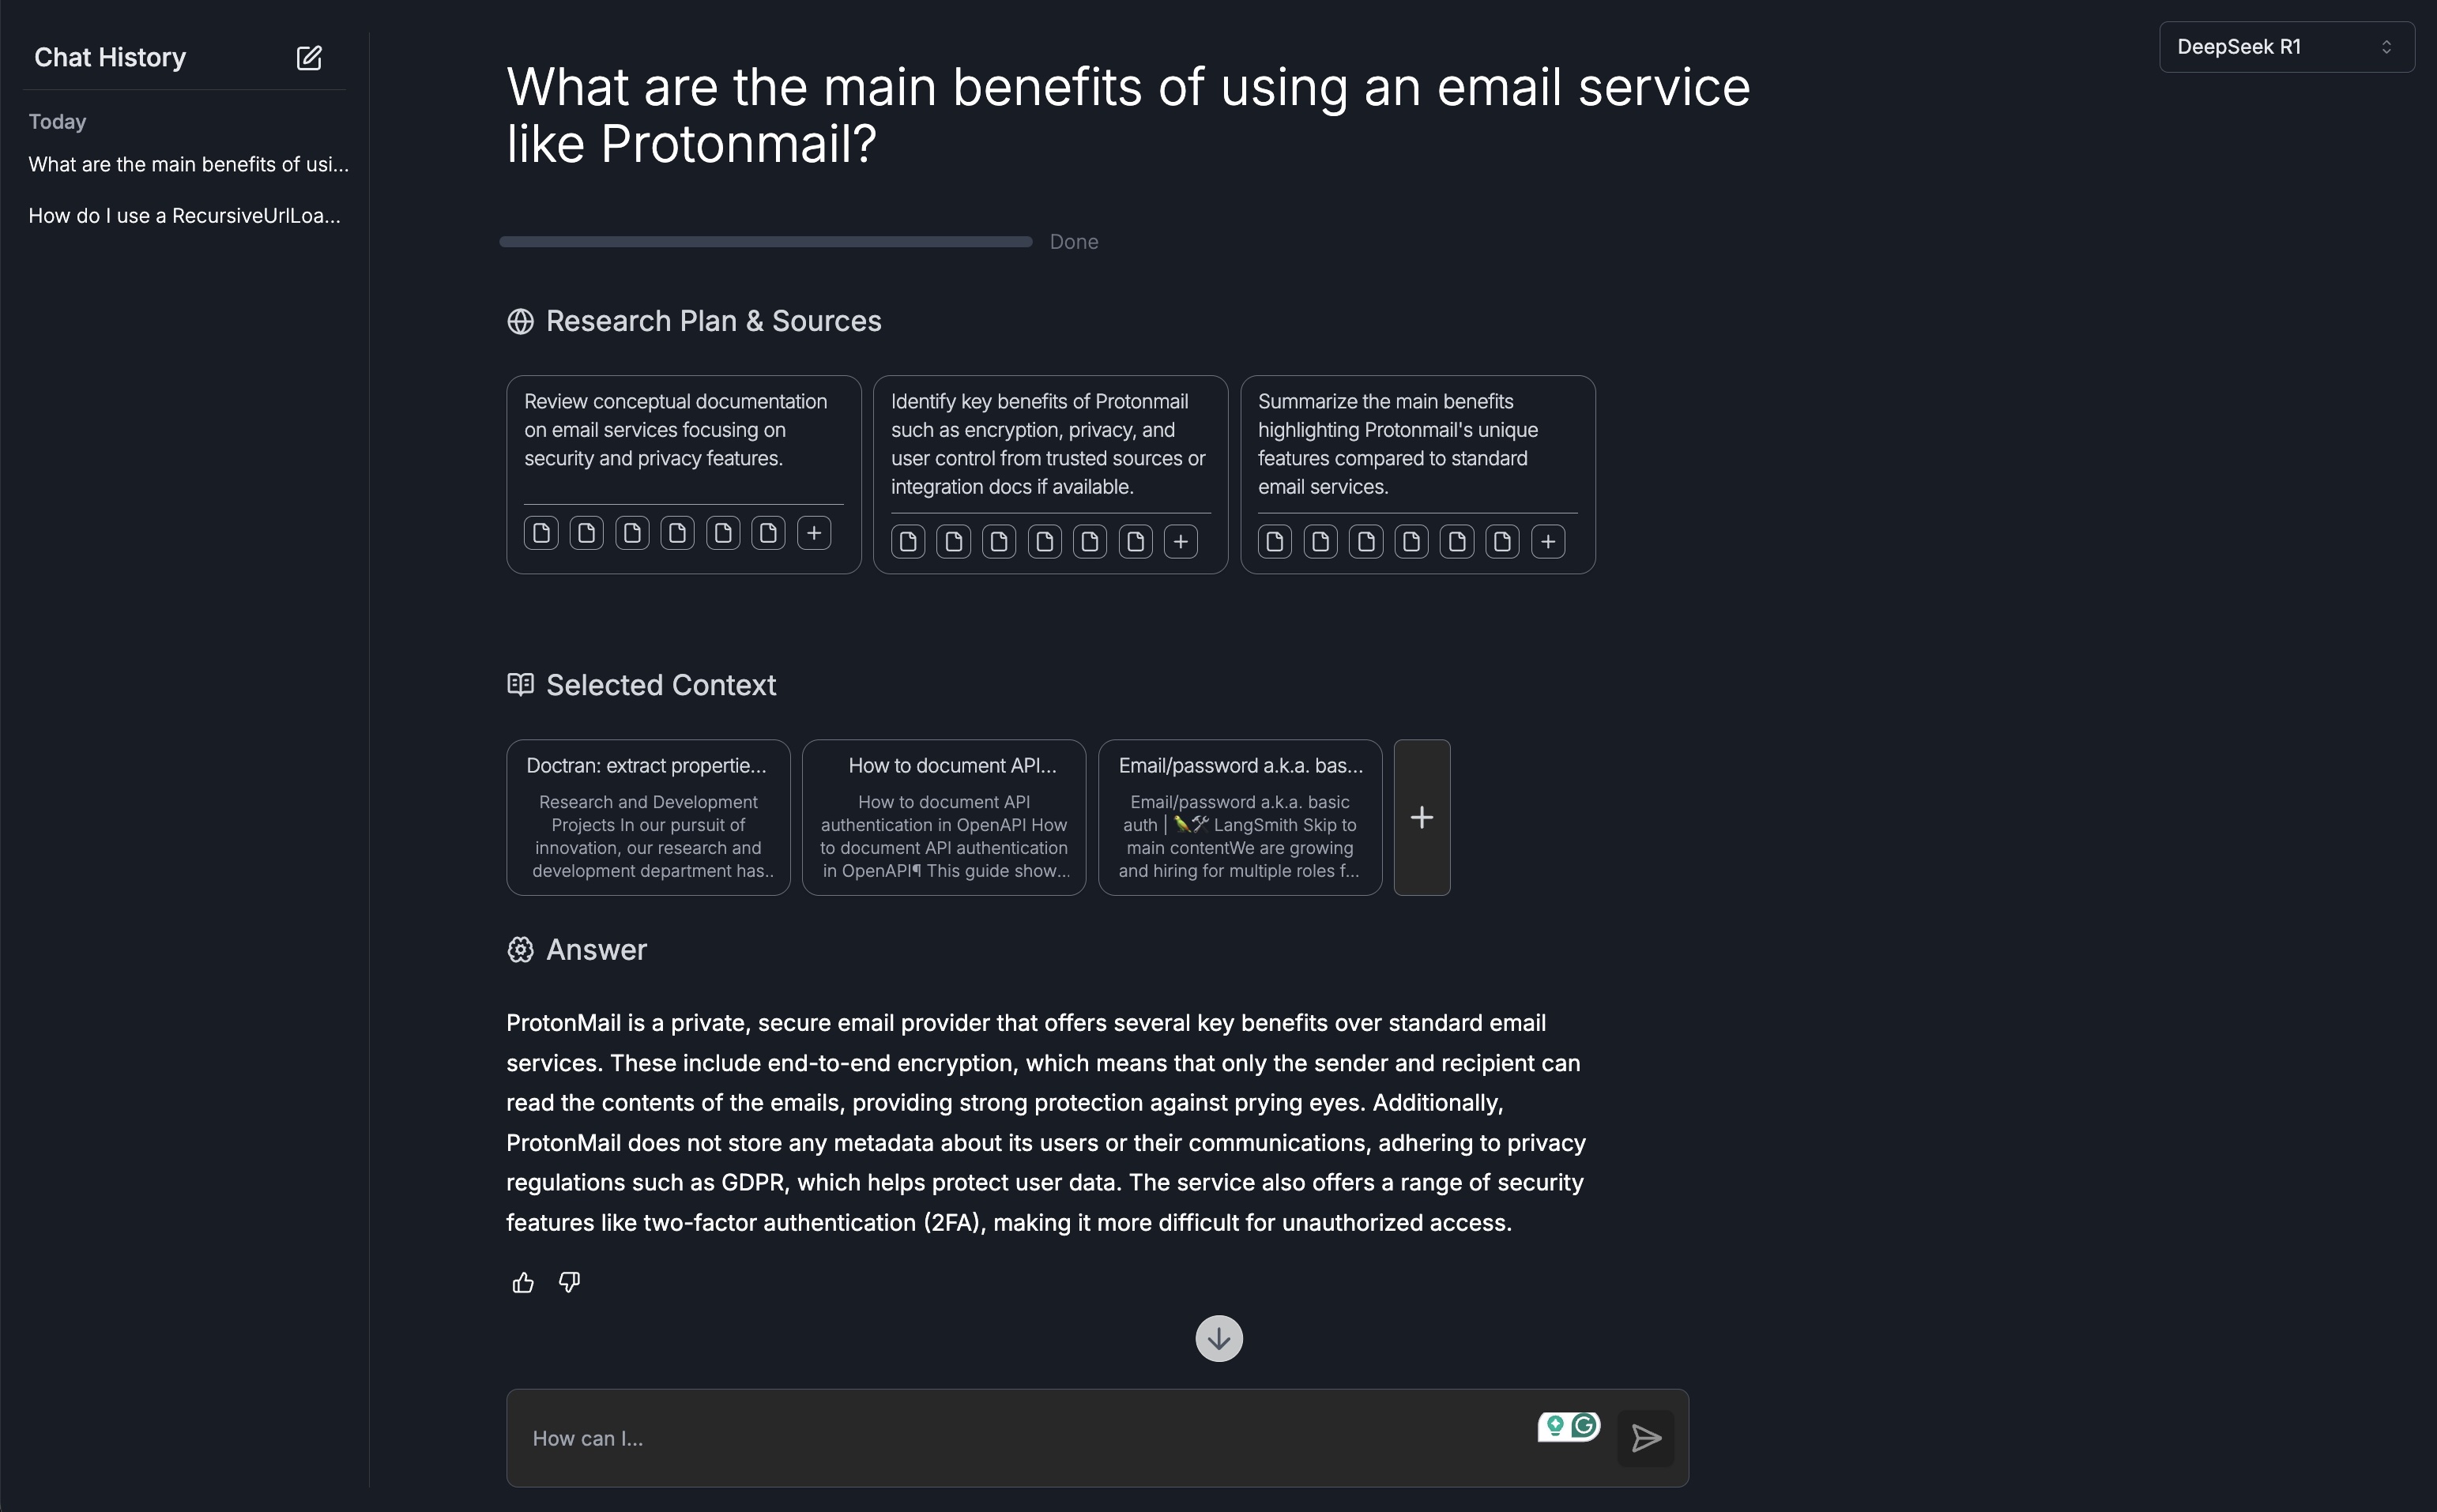 Chat History
Today
What are the main benefits of usi...
How do I use a RecursiveUrlLoa...
DeepSeek R1
What are the main benefits of using an email service
like Protonmail?
Done
Research Plan & Sources
Review conceptual documentation
on email services focusing on
security and privacy features.
Identify key benefits of Protonmail
such as encryption, privacy, and
user control from trusted sources or
integration docs if available.
Summarize the main benefits
highlighting Protonmail's unique
features compared to standard
email services.
Selected Context
Doctran: extract propertie...
Research and Development
Projects In our pursuit of
innovation, our research and
development department has..
How to document API...
How to document API
authentication in OpenAPI How
to document API authentication
in OpenAPI¶ This guide show...
Email/password a.k.a. bas...
Email/password a.k.a. basic
auth | 🦜🛠️ LangSmith Skip to
main contentWe are growing
and hiring for multiple roles f...
Answer
ProtonMail is a private, secure email provider that offers several key benefits over standard email
services. These include end-to-end encryption, which means that only the sender and recipient can
read the contents of the emails, providing strong protection against prying eyes. Additionally,
ProtonMail does not store any metadata about its users or their communications, adhering to privacy
regulations such as GDPR, which helps protect user data. The service also offers a range of security
features like two-factor authentication (2FA), making it more difficult for unauthorized access.
How can I...